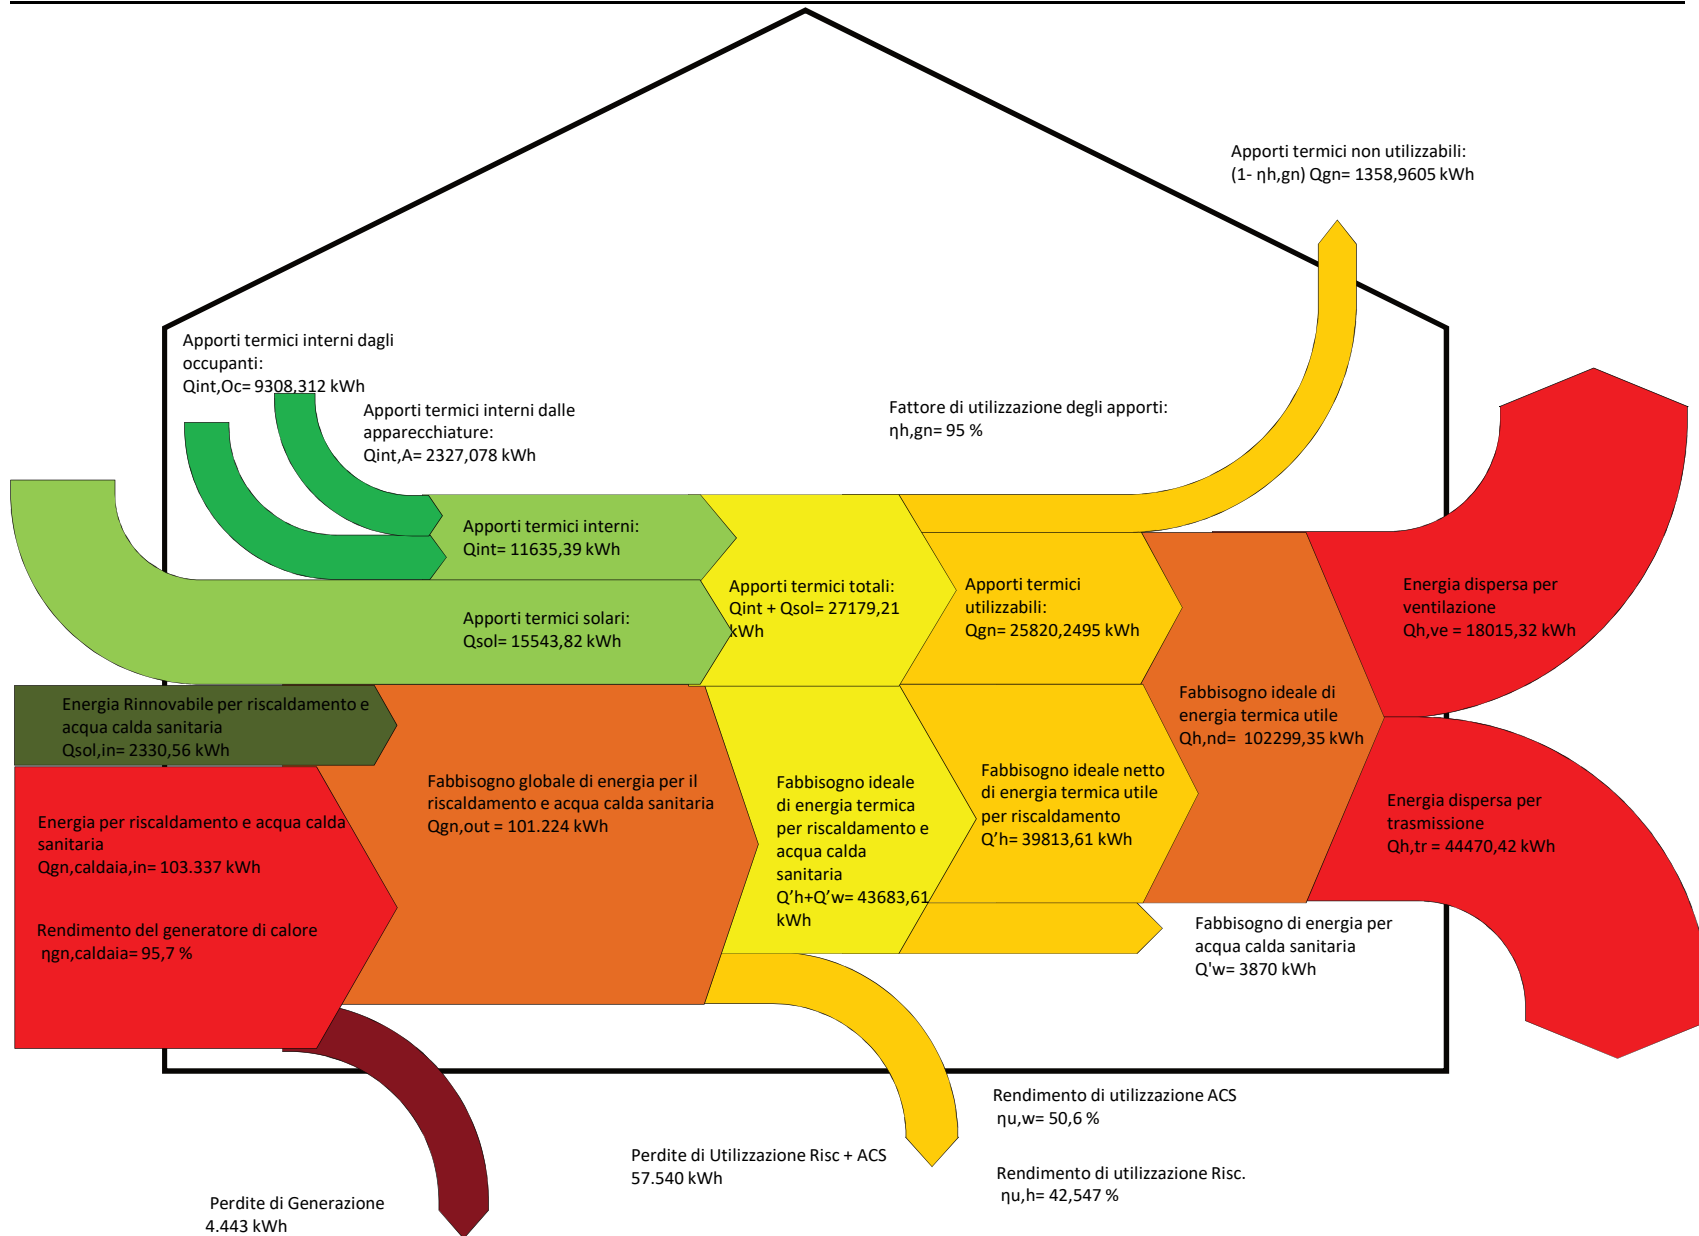 Apporti termici non utilizzabili:
(1- ηh,gn) Qgn= 1358,9605 kWh
Apporti termici interni dagli
occupanti:
Qint,Oc= 9308,312 kWh
Apporti termici interni dalle
apparecchiature:
Qint,A= 2327,078 kWh
Fattore di utilizzazione degli apporti:
ηh,gn= 95 %
Apporti termici interni:
Qint= 11635,39 kWh
Apporti termici solari:
Qsol= 15543,82 kWh
Apporti termici totali:
Qint + Qsol= 27179,21
kWh
Apporti termici
utilizzabili:
Qgn= 25820,2495 kWh
Energia dispersa per
ventilazione
Qh,ve = 18015,32 kWh
Energia Rinnovabile per riscaldamento e
acqua calda sanitaria
Qsol,in= 2330,56 kWh
Fabbisogno ideale di
energia termica utile
Qh,nd=  102299,35 kWh
Energia per riscaldamento e acqua calda
sanitaria
Qgn,caldaia,in= 103.337 kWh
Rendimento del generatore di calore
ηgn,caldaia= 95,7 %
Fabbisogno globale di energia per il
riscaldamento e acqua calda sanitaria
Qgn,out = 101.224 kWh
Fabbisogno ideale
di energia termica
per riscaldamento e
acqua calda
sanitaria
Q’h+Q’w= 43683,61
kWh
Fabbisogno ideale netto
di energia termica utile
per riscaldamento
Q’h= 39813,61 kWh
Energia dispersa per
trasmissione
Qh,tr = 44470,42 kWh
Fabbisogno di energia per
acqua calda sanitaria
Q'w= 3870 kWh
Rendimento di utilizzazione ACS
ηu,w= 50,6 %
Perdite di Utilizzazione Risc + ACS
57.540 kWh
Rendimento di utilizzazione Risc.
ηu,h= 42,547 %
Perdite di Generazione
4.443 kWh